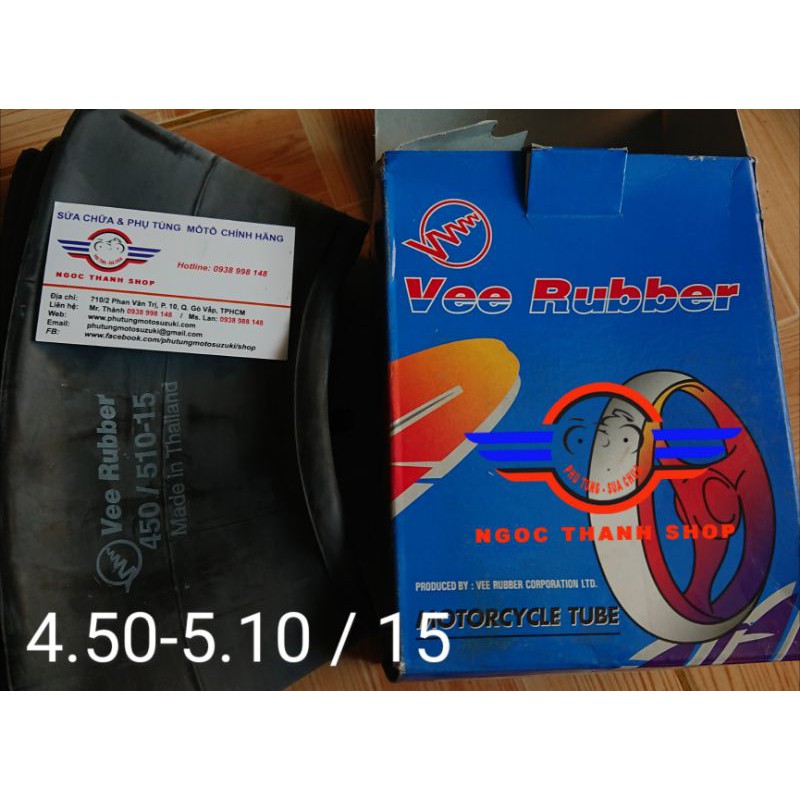 SỬA CHỮA & PHỤ TÙNG MÔTÔ CHÍNH HÃNG
Hotline: 0938 998 148
NGOC THANH SHOP
Địa chỉ: 710/2 Phan Văn Trị, P. 10, Q. Gò Vấp, TPHCM
Liên hệ: Mr. Thành 0938 998 148 / Ms. Lan: 0938 988 148
Web: www.phutungmotosuzuki.com
Email: phutungmotosuzuki@gmail.com
FB: www.facebook.com/phutungmotosuzuki/shop
Vee Rubber
450 / 510-15
Made In Thailand
Vee Rubber
PHU TUNG - SUA CHUA
NGOC THANH SHOP
PRODUCED BY : VEE RUBBER CORPORATION LTD.
MOTORCYCLE TUBE
4.50-5.10 / 15